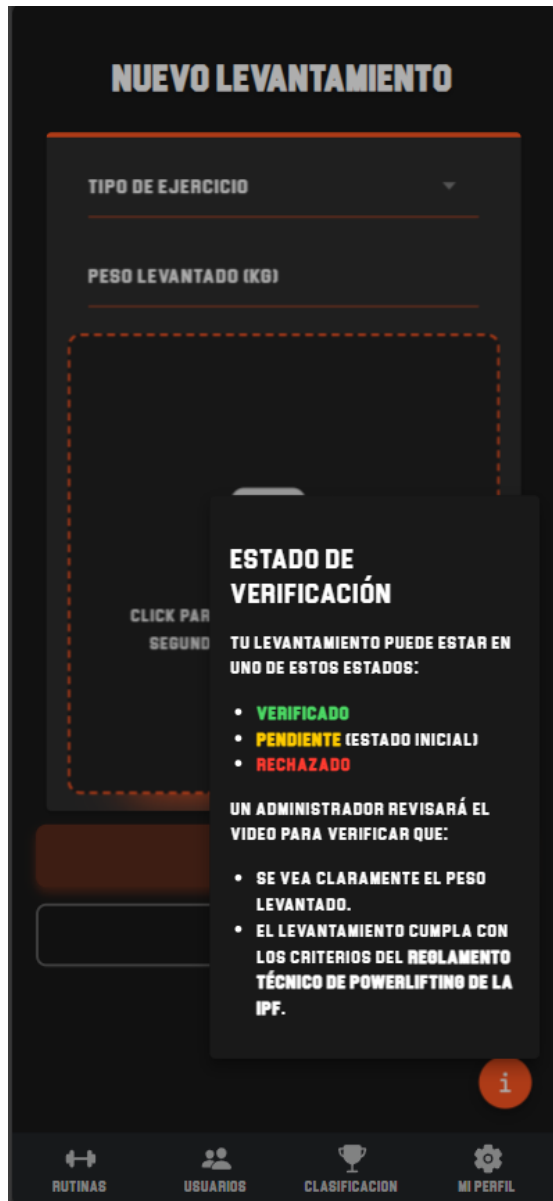 NUEVO LEVANTAMIENTO
TIPO DE EJERCICIO
PESO LEVANTADO (KG)
CLICK PAR
SEGUND
ESTADO DE
VERIFICACIÓN
TU LEVANTAMIENTO PUEDE ESTAR EN
UNO DE ESTOS ESTADOS:
• VERIFICADO
• PENDIENTE (ESTADO INICIAL)
• RECHAZADO
UN ADMINISTRADOR REVISARÁ EL
VIDEO PARA VERIFICAR QUE:
• SE VEA CLARAMENTE EL PESO
LEVANTADO.
• EL LEVANTAMIENTO CUMPLA CON
LOS CRITERIOS DEL REGLAMENTO
TÉCNICO DE POWERLIFTING DE LA
IPF.
i
RUTINAS
USUARIOS
CLASIFICACION
MI PERFIL